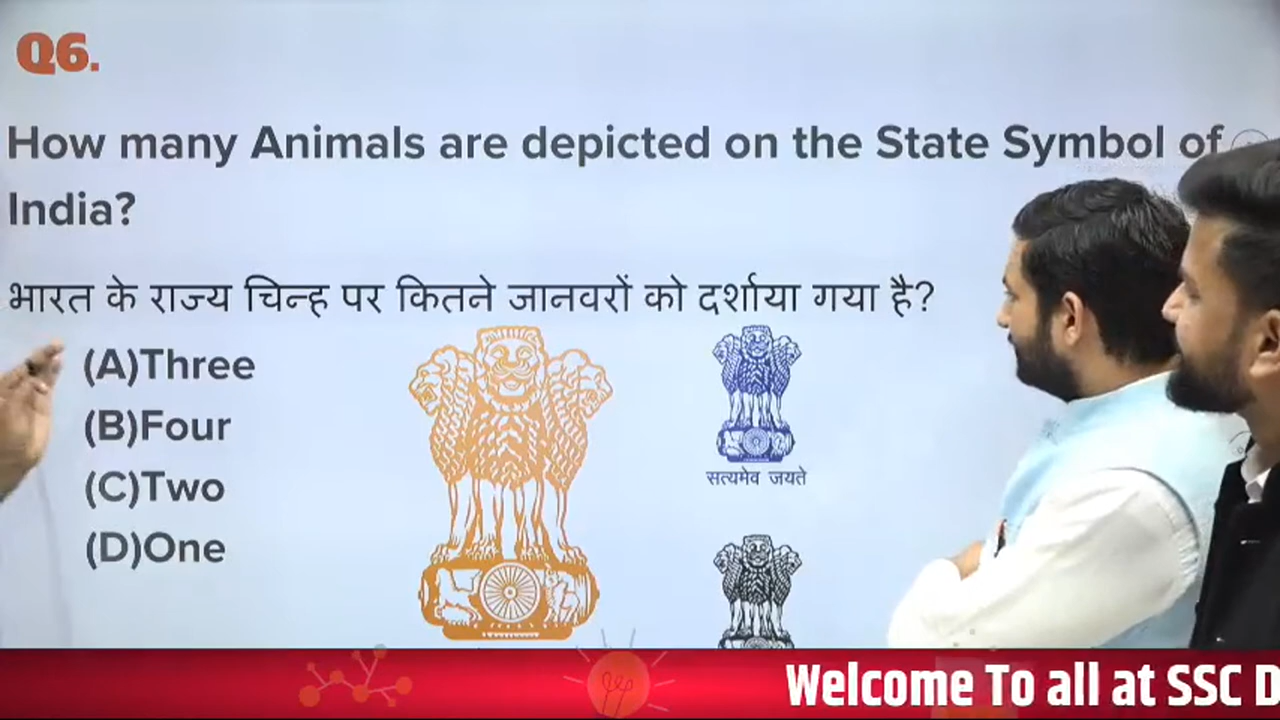 Q6.
How many Animals are depicted on the State Symbol of
India?
भारत के राज्य चिन्ह पर कितने जानवरों को दर्शाया गया है?
(A)Three
(B)Four
(C)Two
(D)One
सत्यमेव जयते
Welcome To all at SSC D